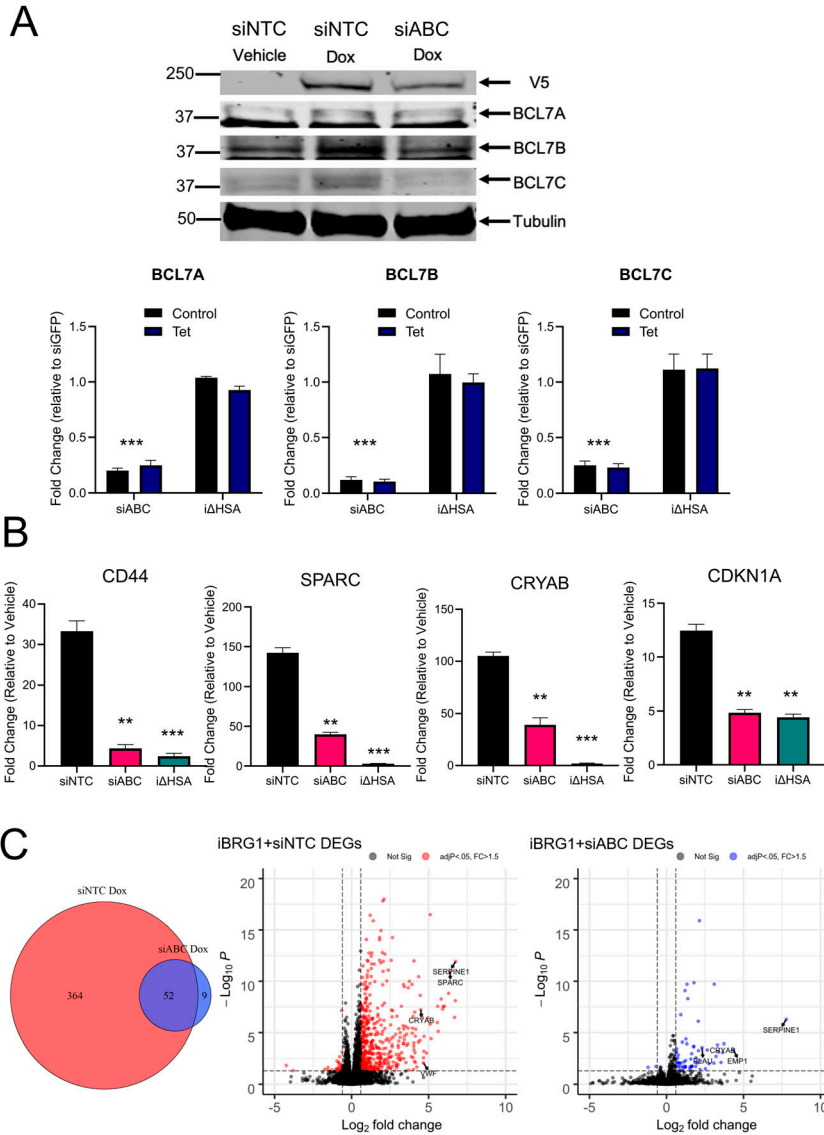 A
siNTC siNTC siABC
Vehicle Dox Dox
250
V5
37
BCL7A
37
BCL7B
37
BCL7C
50
Tubulin
BCL7A
Control
Tet
Fold Change (relative to siGFP)
1.5
1.0
0.5
0.0
***
siABC iΔHSA
BCL7B
Control
Tet
Fold Change (relative to siGFP)
1.5
1.0
0.5
0.0
***
siABC iΔHSA
BCL7C
Control
Tet
Fold Change (relative to siGFP)
1.5
1.0
0.5
0.0
***
siABC iΔHSA
B
CD44
Fold Change (Relative to Vehicle)
40
30
20
10
0
**
***
siNTC siABC iΔHSA
SPARC
Fold Change (Relative to Vehicle)
200
150
100
50
0
**
***
siNTC siABC iΔHSA
CRYAB
Fold Change (Relative to Vehicle)
150
100
50
0
**
***
siNTC siABC iΔHSA
CDKN1A
Fold Change (Relative to Vehicle)
15
10
5
0
** **
siNTC siABC iΔHSA
C
siNTC Dox
siABC Dox
364
52
9
iBRG1+siNTC DEGs
Not Sig adjP<.05, FC>1.5
− Log10 P
20
15
10
5
0
SERPINE1
SPARC
CRYAB
VWF
-5 0 5 10
Log2 fold change
iBRG1+siABC DEGs
Not Sig adjP<.05, FC>1.5
− Log10 P
20
15
10
5
0
SERPINE1
CRYAB
PLAU
EMP1
-5 0 5 10
Log2 fold change